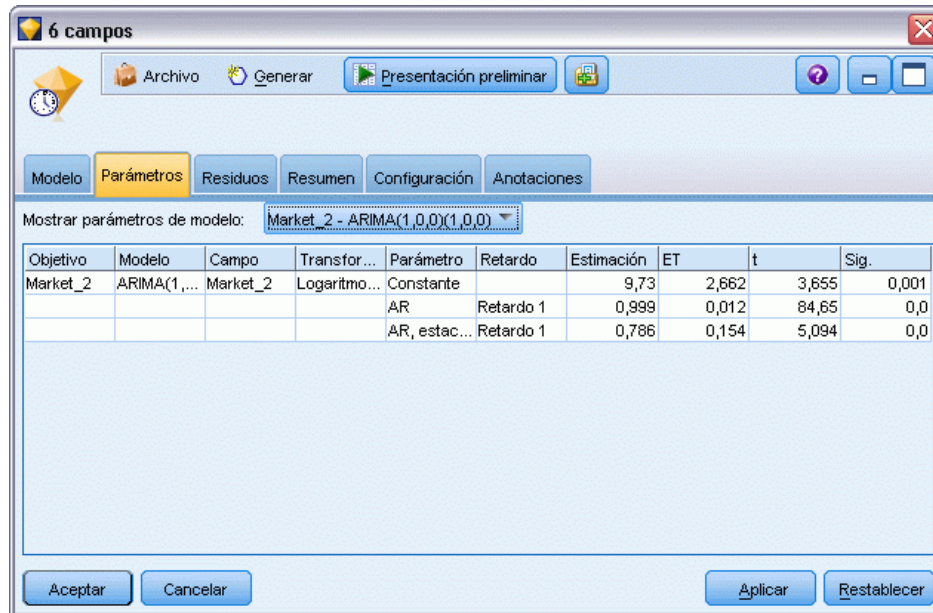 6 campos
Archivo Generar Presentación preliminar
Modelo Parámetros Residuos Resumen Configuración Anotaciones
Mostrar parámetros de modelo: Market_2 - ARIMA(1,0,0)(1,0,0)
Objetivo Modelo Campo Transfor... Parámetro Retardo Estimación ET t Sig.
Market_2 ARIMA(1,... Market_2 Logaritmo... Constante 9,73 2,662 3,655 0,001
AR Retardo 1 0,999 0,012 84,65 0,0
AR, estac... Retardo 1 0,786 0,154 5,094 0,0
Aceptar Cancelar Aplicar Restablecer